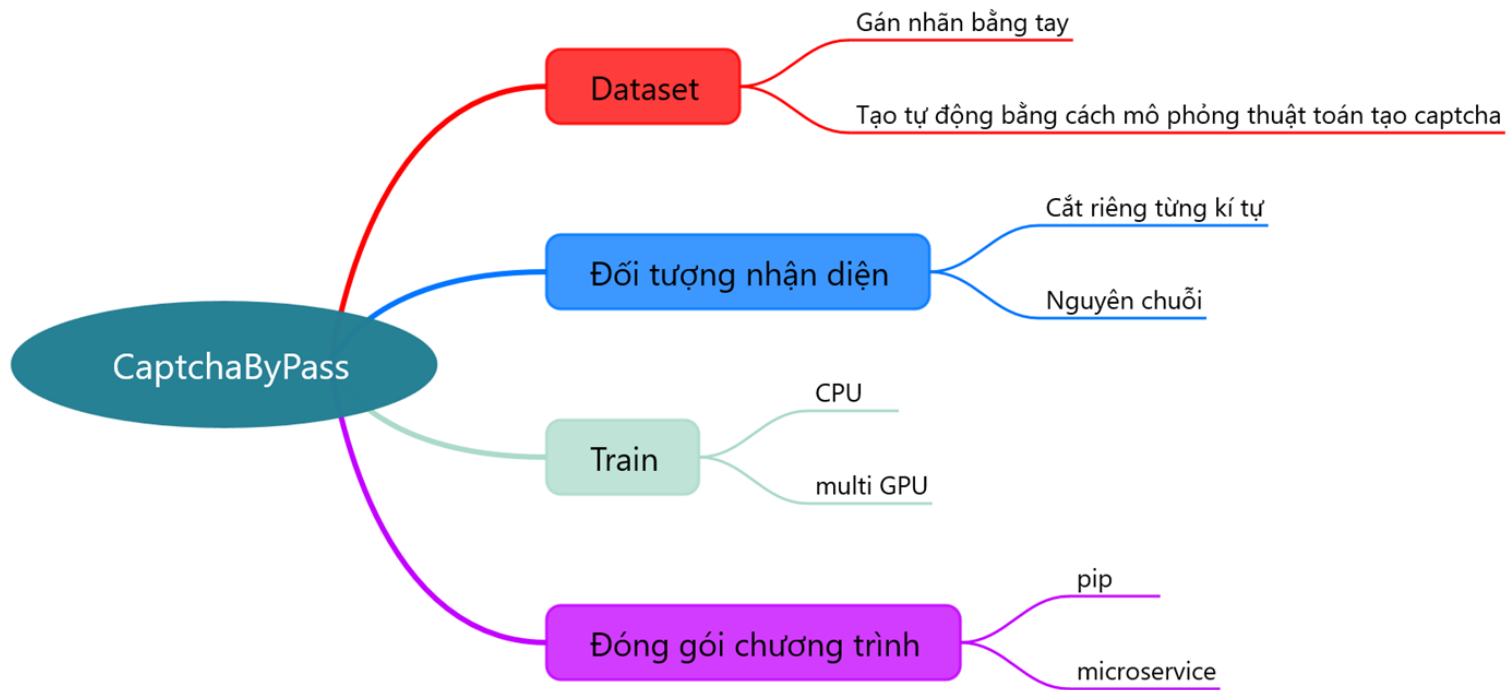 CaptchaByPass
Dataset
Gán nhãn bằng tay
Tạo tự động bằng cách mô phỏng thuật toán tạo captcha
Đối tượng nhận diện
Cắt riêng từng kí tự
Nguyên chuỗi
Train
CPU
multi GPU
Đóng gói chương trình
pip
microservice